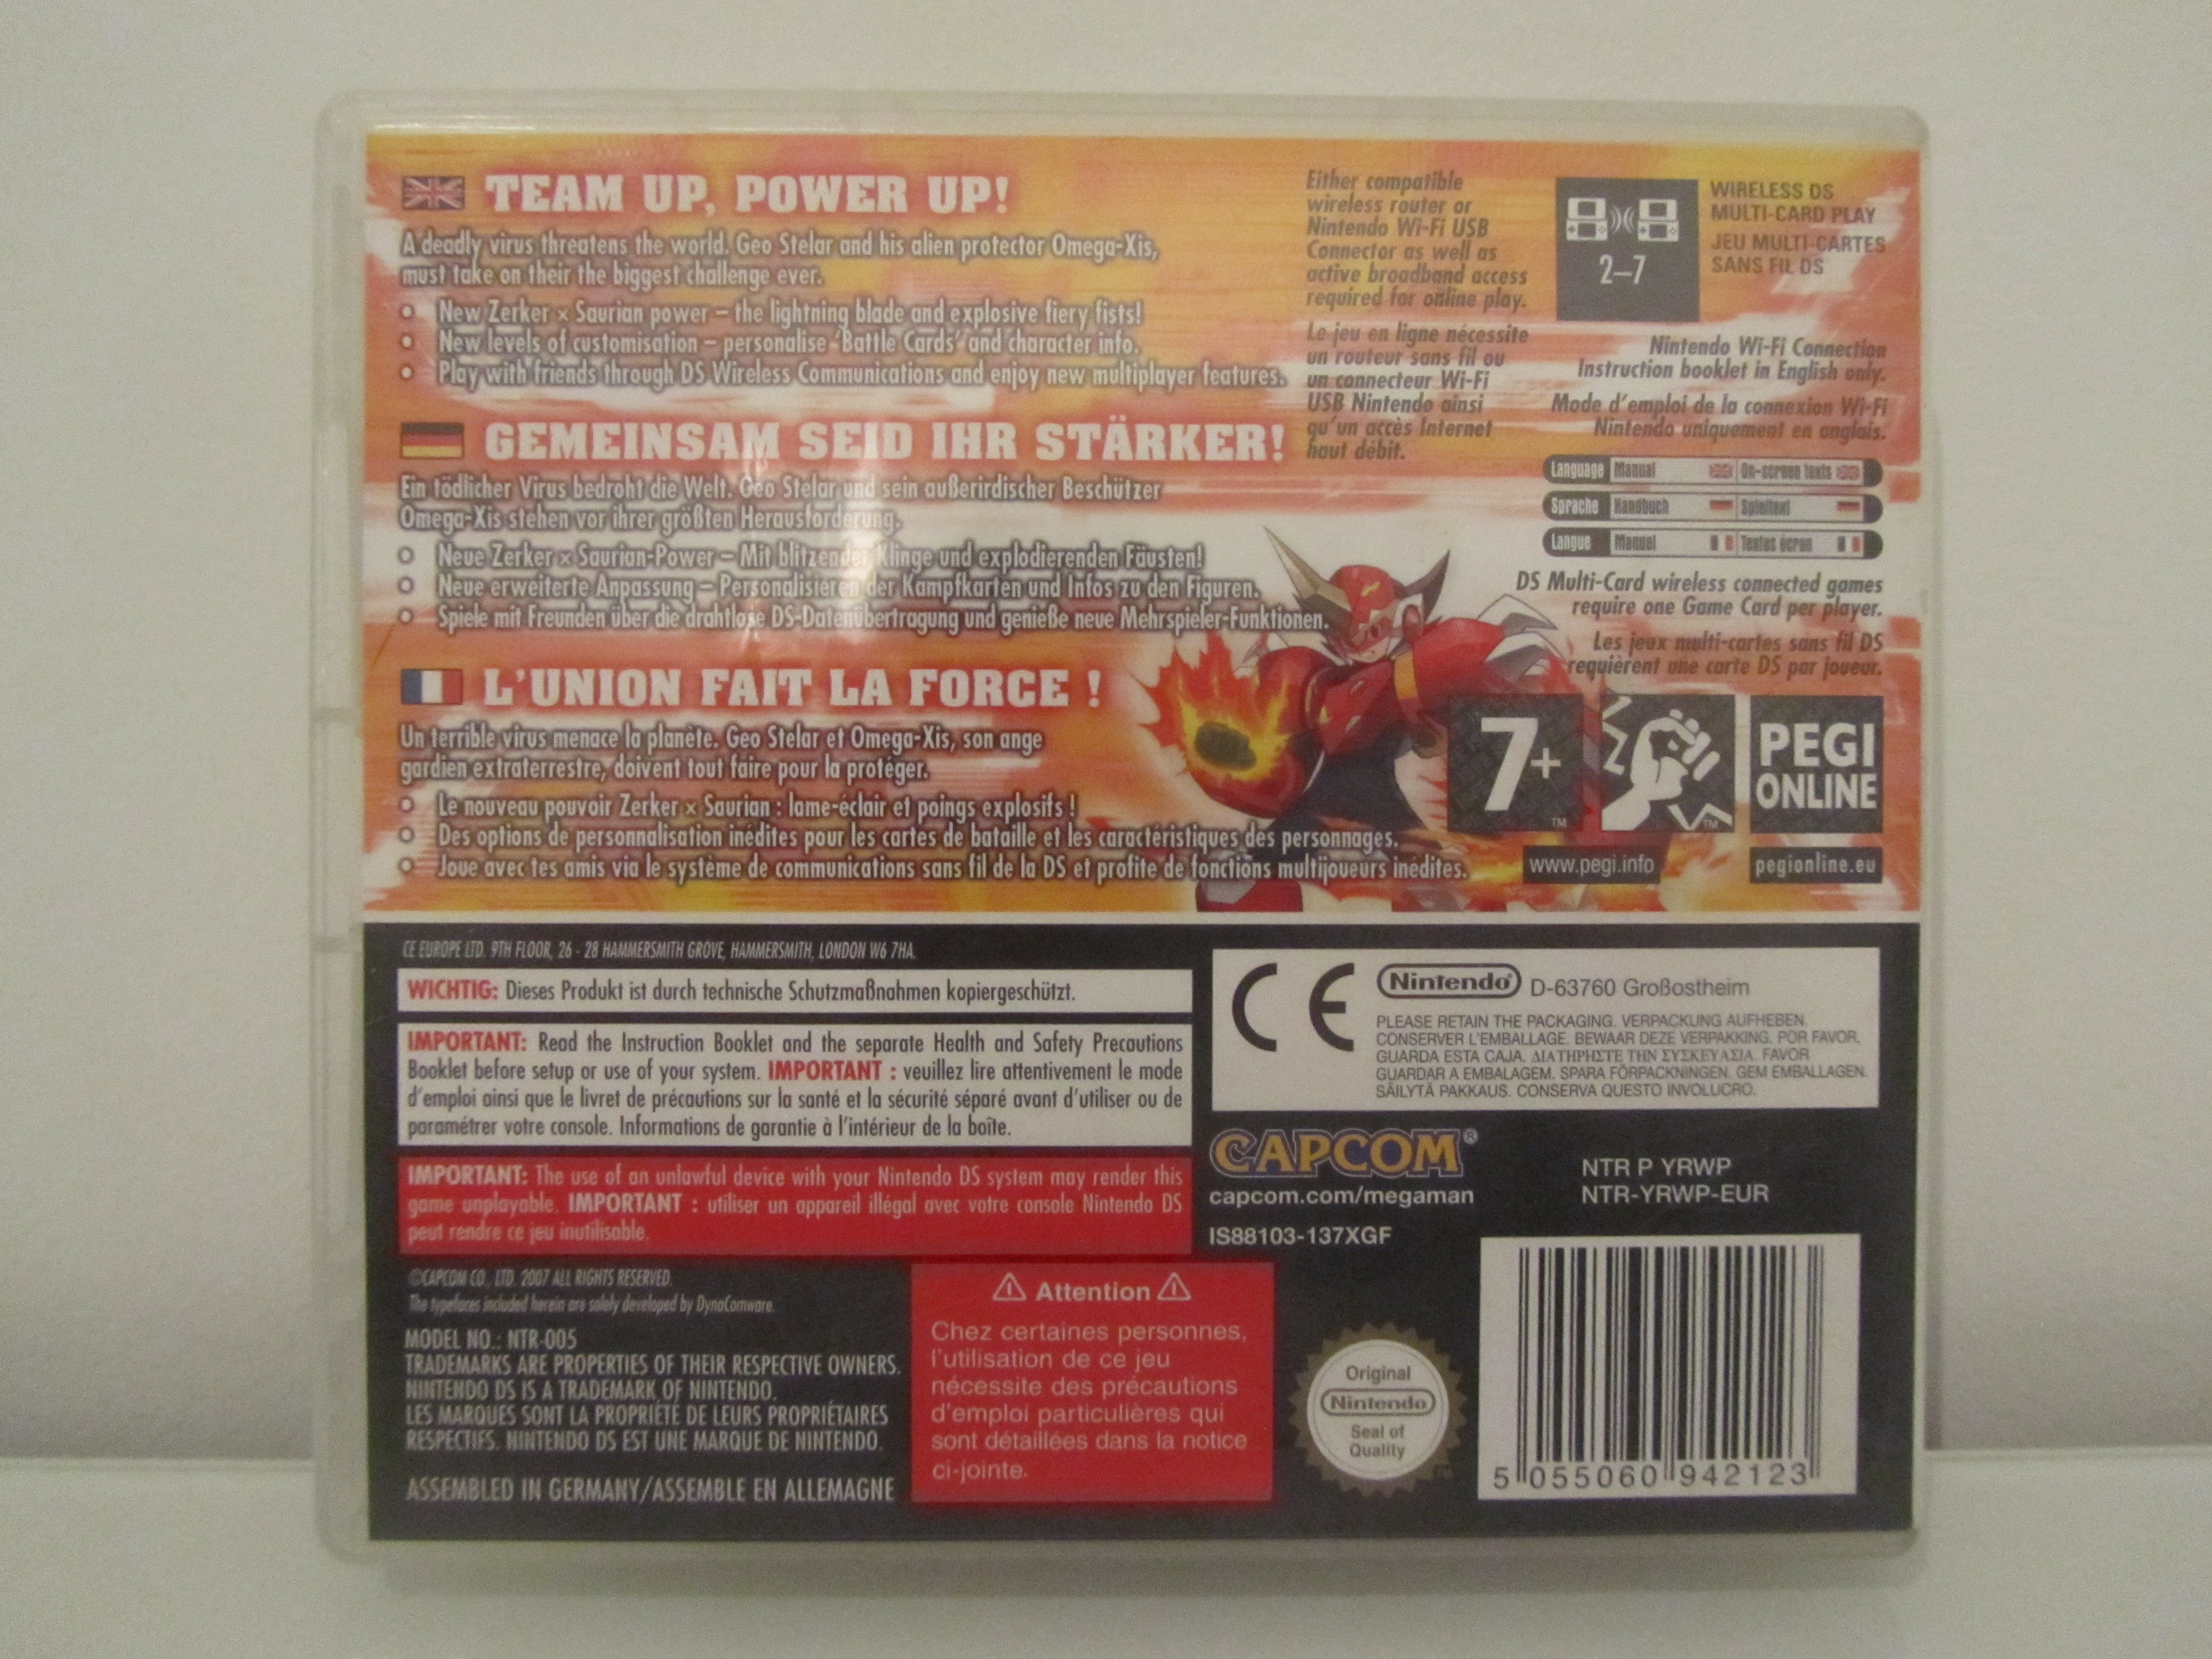 TEAM UP, POWER UP!
A deadly virus threatens the world. Geo Stelar and his alien protector Omega-Xis,
must take on their the biggest challenge ever.
New Zerker × Saurian power – the lightning blade and explosive fiery fists!
New levels of customisation – personalise ‘Battle Cards’ and character info.
Play with friends through DS Wireless Communications and enjoy new multiplayer features.
GEMEINSAM SEID IHR STÄRKER!
Ein tödlicher Virus bedroht die Welt. Geo Stelar und sein außerirdischer Beschützer
Omega-Xis stehen vor ihrer größten Herausforderung.
Neue Zerker × Saurian-Power – Mit blitzender Klinge und explodierenden Fäusten!
Neue erweiterte Anpassung – Personalisieren der Kampfkarten und Infos zu den Figuren.
Spiele mit Freunden über die drahtlose DS-Datenübertragung und genieße neue Mehrspieler-Funktionen.
L'UNION FAIT LA FORCE !
Un terrible virus menace la planète. Geo Stelar et Omega-Xis, son ange
gardien extraterrestre, doivent tout faire pour la protéger.
Le nouveau pouvoir Zerker × Saurian : lame-éclair et poings explosifs !
Des options de personnalisation inédites pour les cartes de bataille et les caractéristiques des personnages.
Joue avec tes amis via le système de communications sans fil de la DS et profite de fonctions multijoueurs inédites.
Either compatible
wireless router or
Nintendo Wi-Fi USB
Connector as well as
active broadband access
required for online play.
Le jeu en ligne nécessite
un routeur sans fil ou
un connecteur Wi-Fi
USB Nintendo ainsi
qu'un accès Internet
haut débit.
2–7
WIRELESS DS
MULTI-CARD PLAY
JEU MULTI-CARTES
SANS FIL DS
Nintendo Wi-Fi Connection
Instruction booklet in English only.
Mode d'emploi de la connexion Wi-Fi
Nintendo uniquement en anglais.
Language Manual On-screen texts
Sprache Handbuch Spieltext
Langue Manuel Textes écran
DS Multi-Card wireless connected games
require one Game Card per player.
Les jeux multi-cartes sans fil DS
requièrent une carte DS par joueur.
7+
TM
TM
PEGI
ONLINE
www.pegi.info
pegionline.eu
CE EUROPE LTD. 9TH FLOOR, 26 - 28 HAMMERSMITH GROVE, HAMMERSMITH, LONDON W6 7HA.
WICHTIG: Dieses Produkt ist durch technische Schutzmaßnahmen kopiergeschützt.
IMPORTANT: Read the Instruction Booklet and the separate Health and Safety Precautions
Booklet before setup or use of your system. IMPORTANT : veuillez lire attentivement le mode
d'emploi ainsi que le livret de précautions sur la santé et la sécurité séparé avant d'utiliser ou de
paramétrer votre console. Informations de garantie à l'intérieur de la boîte.
IMPORTANT: The use of an unlawful device with your Nintendo DS system may render this
game unplayable. IMPORTANT : utiliser un appareil illégal avec votre console Nintendo DS
peut rendre ce jeu inutilisable.
©CAPCOM CO., LTD. 2007 ALL RIGHTS RESERVED.
The typefaces included herein are solely developed by DynaComware.
MODEL NO.: NTR-005
TRADEMARKS ARE PROPERTIES OF THEIR RESPECTIVE OWNERS.
NINTENDO DS IS A TRADEMARK OF NINTENDO.
LES MARQUES SONT LA PROPRIÉTÉ DE LEURS PROPRIÉTAIRES
RESPECTIFS. NINTENDO DS EST UNE MARQUE DE NINTENDO.
ASSEMBLED IN GERMANY/ASSEMBLE EN ALLEMAGNE
Attention
Chez certaines personnes,
l'utilisation de ce jeu
nécessite des précautions
d'emploi particulières qui
sont détaillées dans la notice
ci-jointe.
CE
Nintendo® D-63760 Großostheim
PLEASE RETAIN THE PACKAGING. VERPACKUNG AUFHEBEN.
CONSERVER L'EMBALLAGE. BEWAAR DEZE VERPAKKING. POR FAVOR,
GUARDA ESTA CAJA. ΔΙΑΤΗΡΗΣΤΕ ΤΗΝ ΣΥΣΚΕΥΑΣΙΑ. FAVOR
GUARDAR A EMBALAGEM. SPARA FÖRPACKNINGEN. GEM EMBALLAGEN.
SÄILYTÄ PAKKAUS. CONSERVA QUESTO INVOLUCRO.
CAPCOM®
capcom.com/megaman
IS88103-137XGF
NTR P YRWP
NTR-YRWP-EUR
Original
Nintendo
Seal of
Quality
5 055060 942123